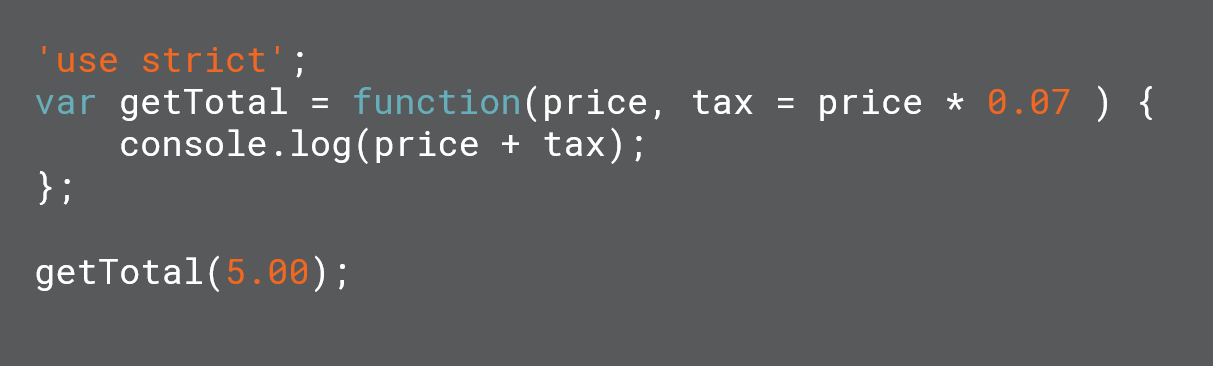 'use strict';
var getTotal = function(price, tax = price * 0.07 ) {
    console.log(price + tax);
};
getTotal(5.00);